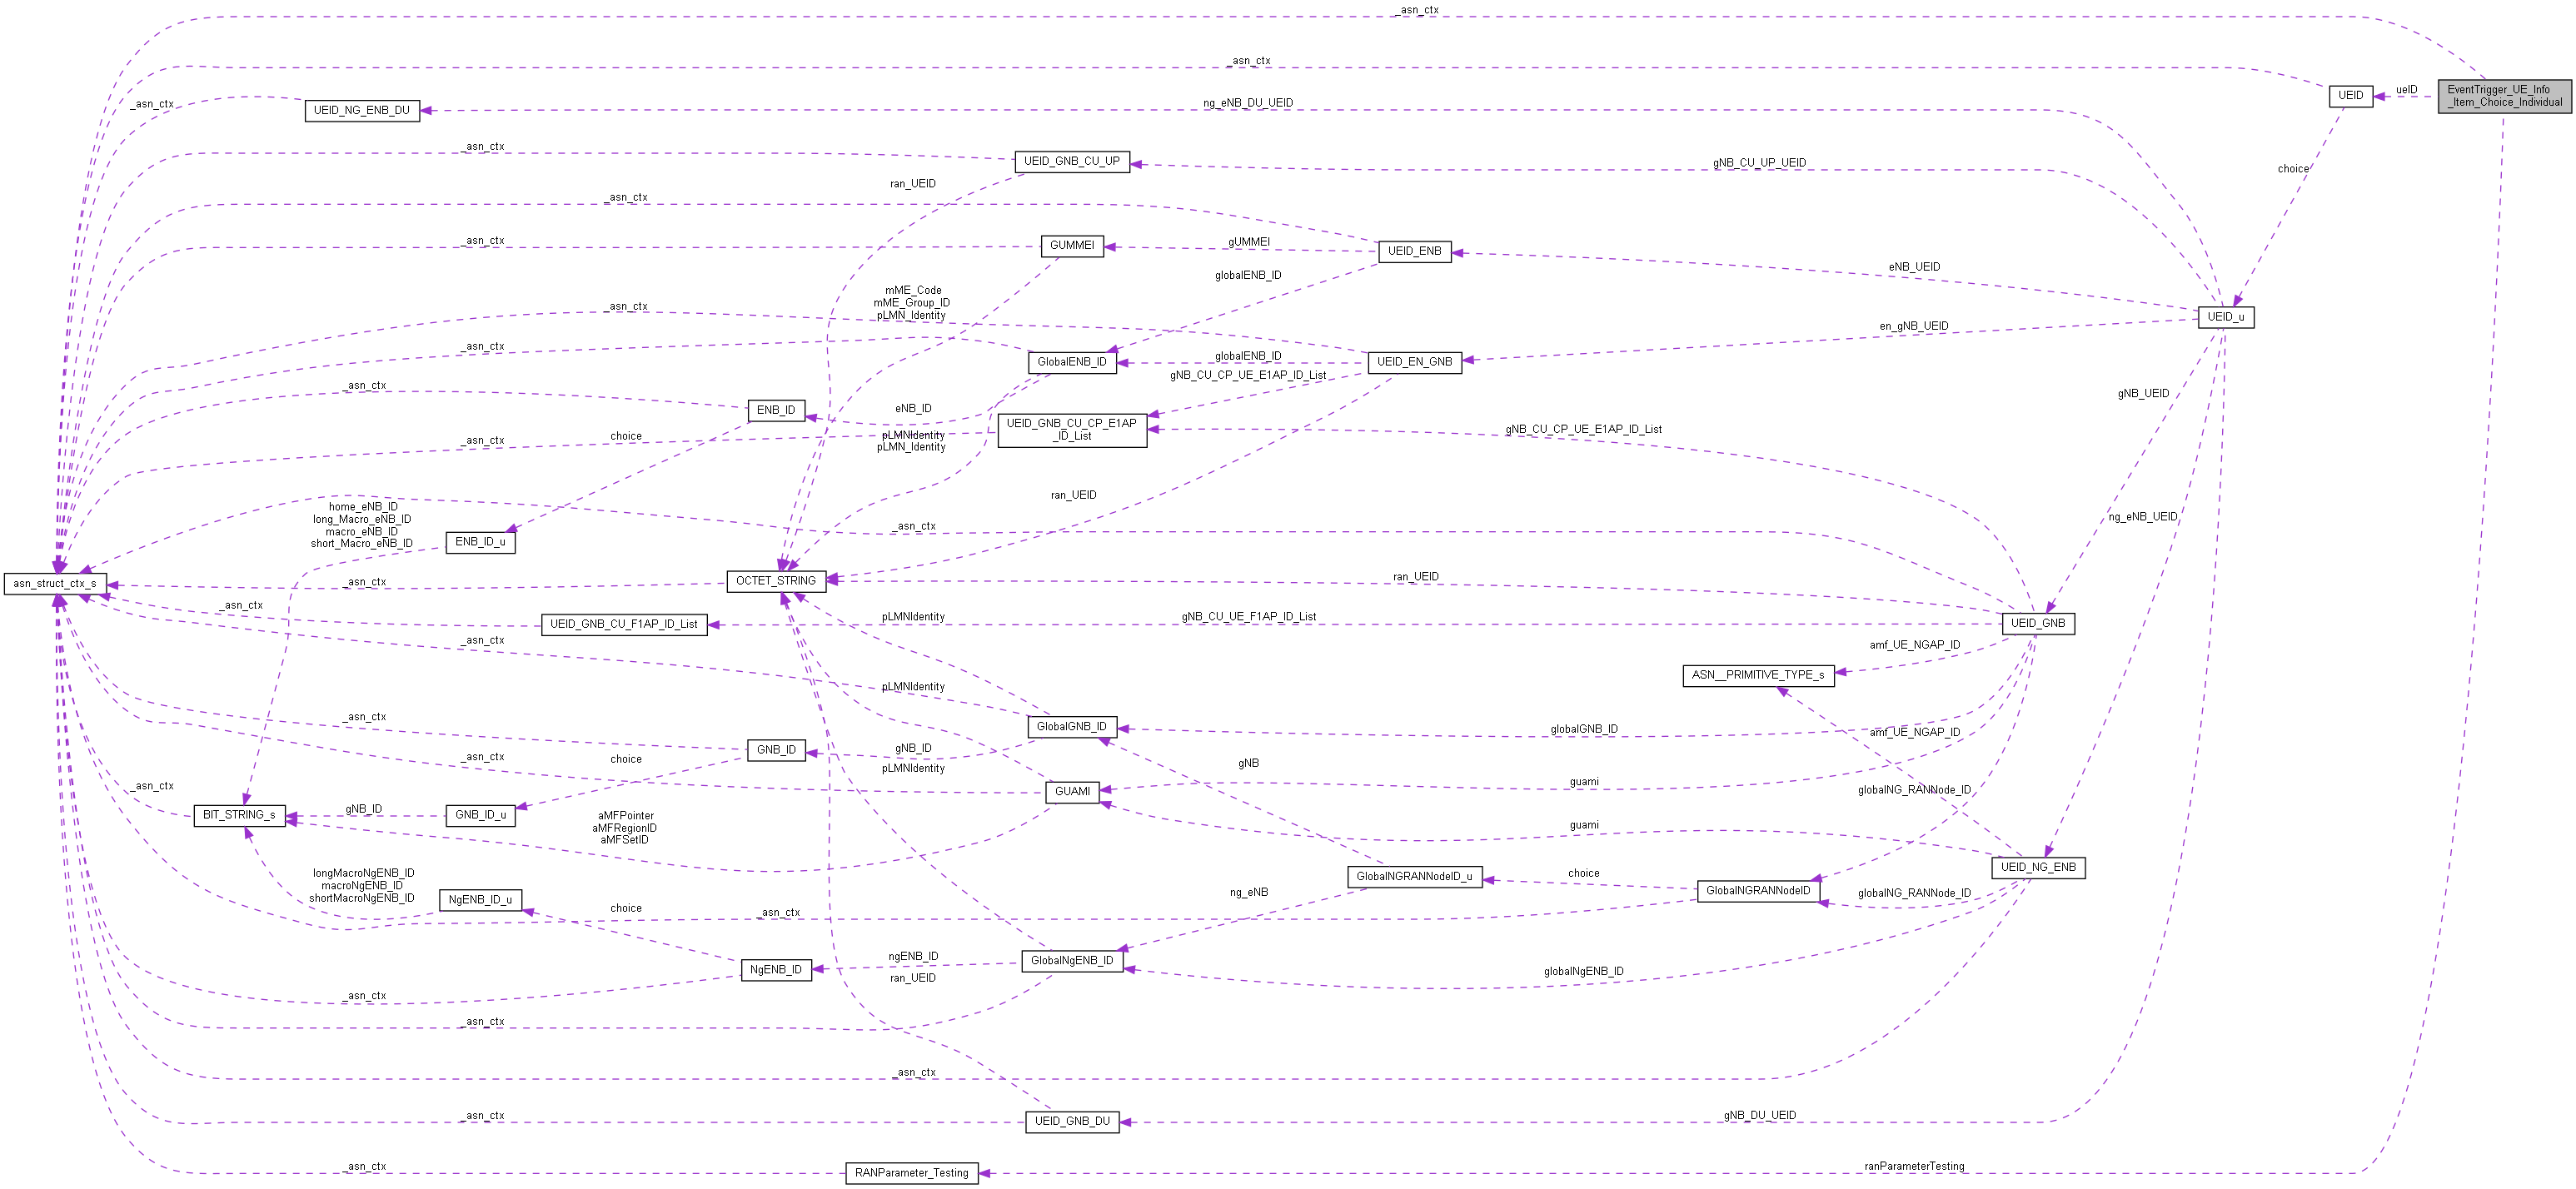 _asn_ctx
_asn_ctx
ueID
EventTrigger_UE_Info
_Item_Choice_Individual
UEID
_asn_ctx
UEID_NG_ENB_DU
ng_eNB_DU_UEID
_asn_ctx
UEID_GNB_CU_UP
gNB_CU_UP_UEID
choice
ran_UEID
_asn_ctx
_asn_ctx
GUMMEI
gUMMEI
UEID_ENB
eNB_UEID
globalENB_ID
mME_Code
mME_Group_ID
pLMN_Identity
_asn_ctx
UEID_u
en_gNB_UEID
_asn_ctx
GlobalENB_ID
globalENB_ID
UEID_EN_GNB
gNB_CU_CP_UE_E1AP_ID_List
_asn_ctx
ENB_ID
eNB_ID
gNB_UEID
UEID_GNB_CU_CP_E1AP
_ID_List
gNB_CU_CP_UE_E1AP_ID_List
choice
_asn_ctx
pLMNIdentity
pLMN_Identity
ran_UEID
home_eNB_ID
long_Macro_eNB_ID
macro_eNB_ID
short_Macro_eNB_ID
_asn_ctx
ng_eNB_UEID
ENB_ID_u
asn_struct_ctx_s
_asn_ctx
OCTET_STRING
ran_UEID
_asn_ctx
UEID_GNB_CU_F1AP_ID_List
pLMNIdentity
gNB_CU_UE_F1AP_ID_List
UEID_GNB
_asn_ctx
amf_UE_NGAP_ID
ASN__PRIMITIVE_TYPE_s
pLMNIdentity
_asn_ctx
GlobalGNB_ID
globalGNB_ID
amf_UE_NGAP_ID
GNB_ID
gNB_ID
choice
_asn_ctx
pLMNIdentity
gNB
guami
_asn_ctx
GUAMI
globalNG_RANNode_ID
BIT_STRING_s
gNB_ID
GNB_ID_u
aMFPointer
aMFRegionID
aMFSetID
guami
longMacroNgENB_ID
macroNgENB_ID
shortMacroNgENB_ID
UEID_NG_ENB
GlobalNGRANNodeID_u
choice
GlobalNGRANNodeID
globalNG_RANNode_ID
NgENB_ID_u
choice
_asn_ctx
ng_eNB
NgENB_ID
ngENB_ID
GlobalNgENB_ID
globalNgENB_ID
ran_UEID
_asn_ctx
_asn_ctx
_asn_ctx
_asn_ctx
UEID_GNB_DU
gNB_DU_UEID
_asn_ctx
RANParameter_Testing
ranParameterTesting